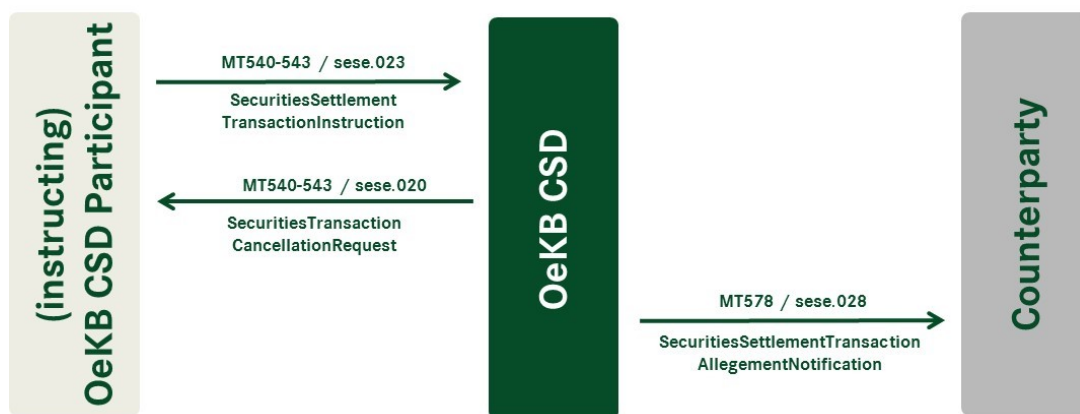 (instructing)
OeKB CSD Participant
MT540-543 / sese.023
SecuritiesSettlement
TransactionInstruction
MT540-543 / sese.020
SecuritiesTransaction
CancellationRequest
OeKB CSD
MT578 / sese.028
SecuritiesSettlementTransaction
AllegementNotification
Counterparty